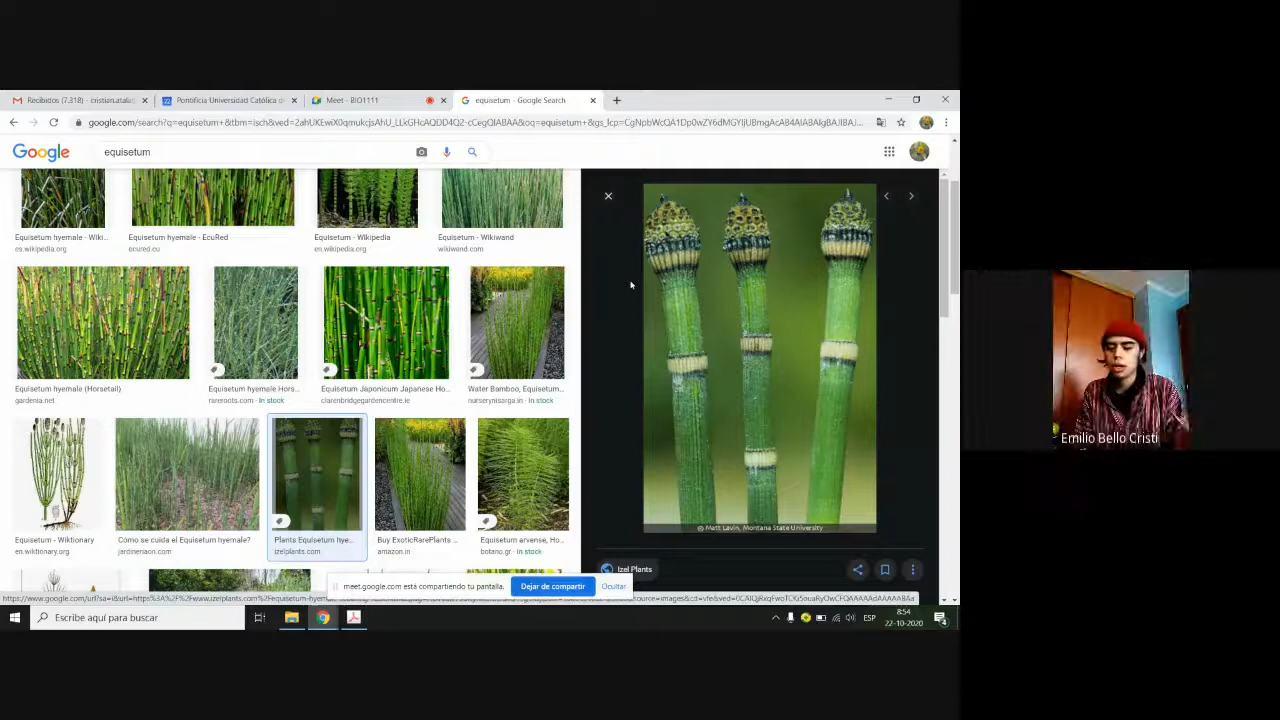 Recibidos (7.318) - cristian.atala
Pontificia Universidad Católica d
Meet - BIO1111
equisetum - Google Search
Google
equisetum
Equisetum hyemale - Wiki...
es.wikipedia.org
Equisetum hyemale - EcuRed
ecured.cu
Equisetum - Wikipedia
en.wikipedia.org
Equisetum - Wikiwand
wikiwand.com
Equisetum hyemale (Horsetail)
gardenia.net
Equisetum hyemale Hors...
rareroots.com - In stock
Equisetum Japonicum Japanese Ho...
clarenbridgegardencentre.ie
Water Bamboo, Equisetum...
nurserynisarga.in - In stock
Equisetum - Wiktionary
en.wiktionary.org
Cómo se cuida el Equisetum hyemale?
jardineriaon.com
Plants Equisetum hye...
izelplants.com
Buy ExoticRarePlants ...
amazon.in
Equisetum arvense, Ho...
botano.gr - In stock
© Matt Lavin, Montana State University
Izel Plants
meet.google.com está compartiendo tu pantalla.
Dejar de compartir
Ocultar
Escribe aquí para buscar
ESP
8:54
22-10-2020
Emilio Bello Cristi